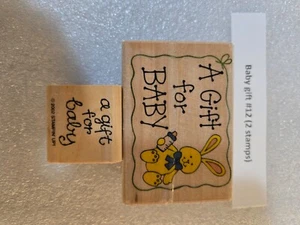 a gift
for
baby
© 2002 STAMPIN' UP!
A Gift
for
BABY
Baby gift #12 (2 stamps)